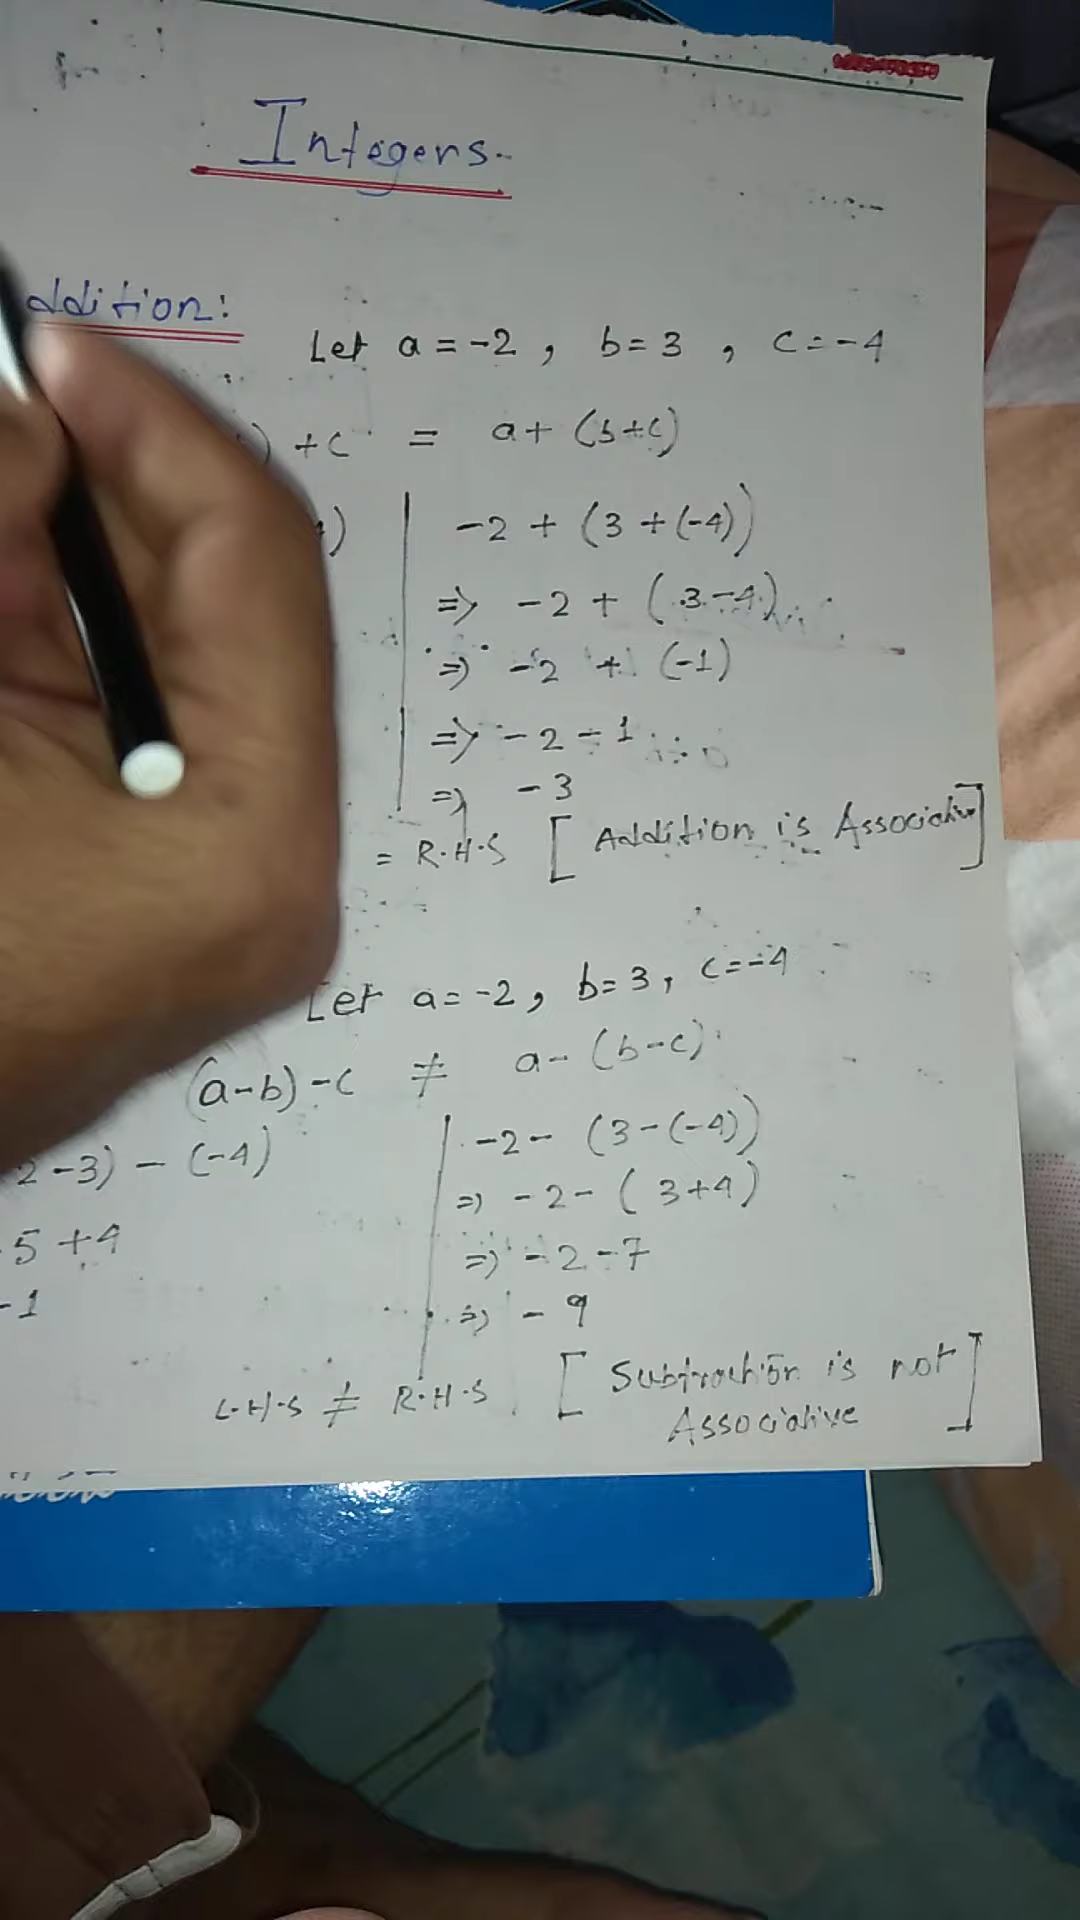 Integers.
ddition:
Let a = -2 , b = 3 , c = -4
) + c = a + (b+c)
4) | -2 + (3 + (-4))
=> -2 + (3-4)
=> -2 + (-1)
=> -2 - 1
=> -3
= R.H.S [Addition is Associative]
Let a = -2, b = 3, c = -4
(a-b) - c ≠ a - (b-c)
2-3) - (-4) | -2 - (3-(-4))
=> -2 - (3+4)
5 + 4 => -2 - 7
-1 => -9
L.H.S ≠ R.H.S [Subtraction is not
Associative]